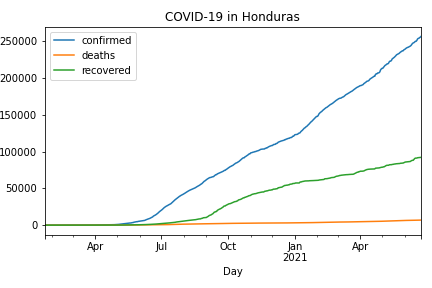 COVID-19 in Honduras
confirmed
deaths
recovered
250000
200000
150000
100000
50000
0
Apr Jul Oct Jan Apr
2021
Day